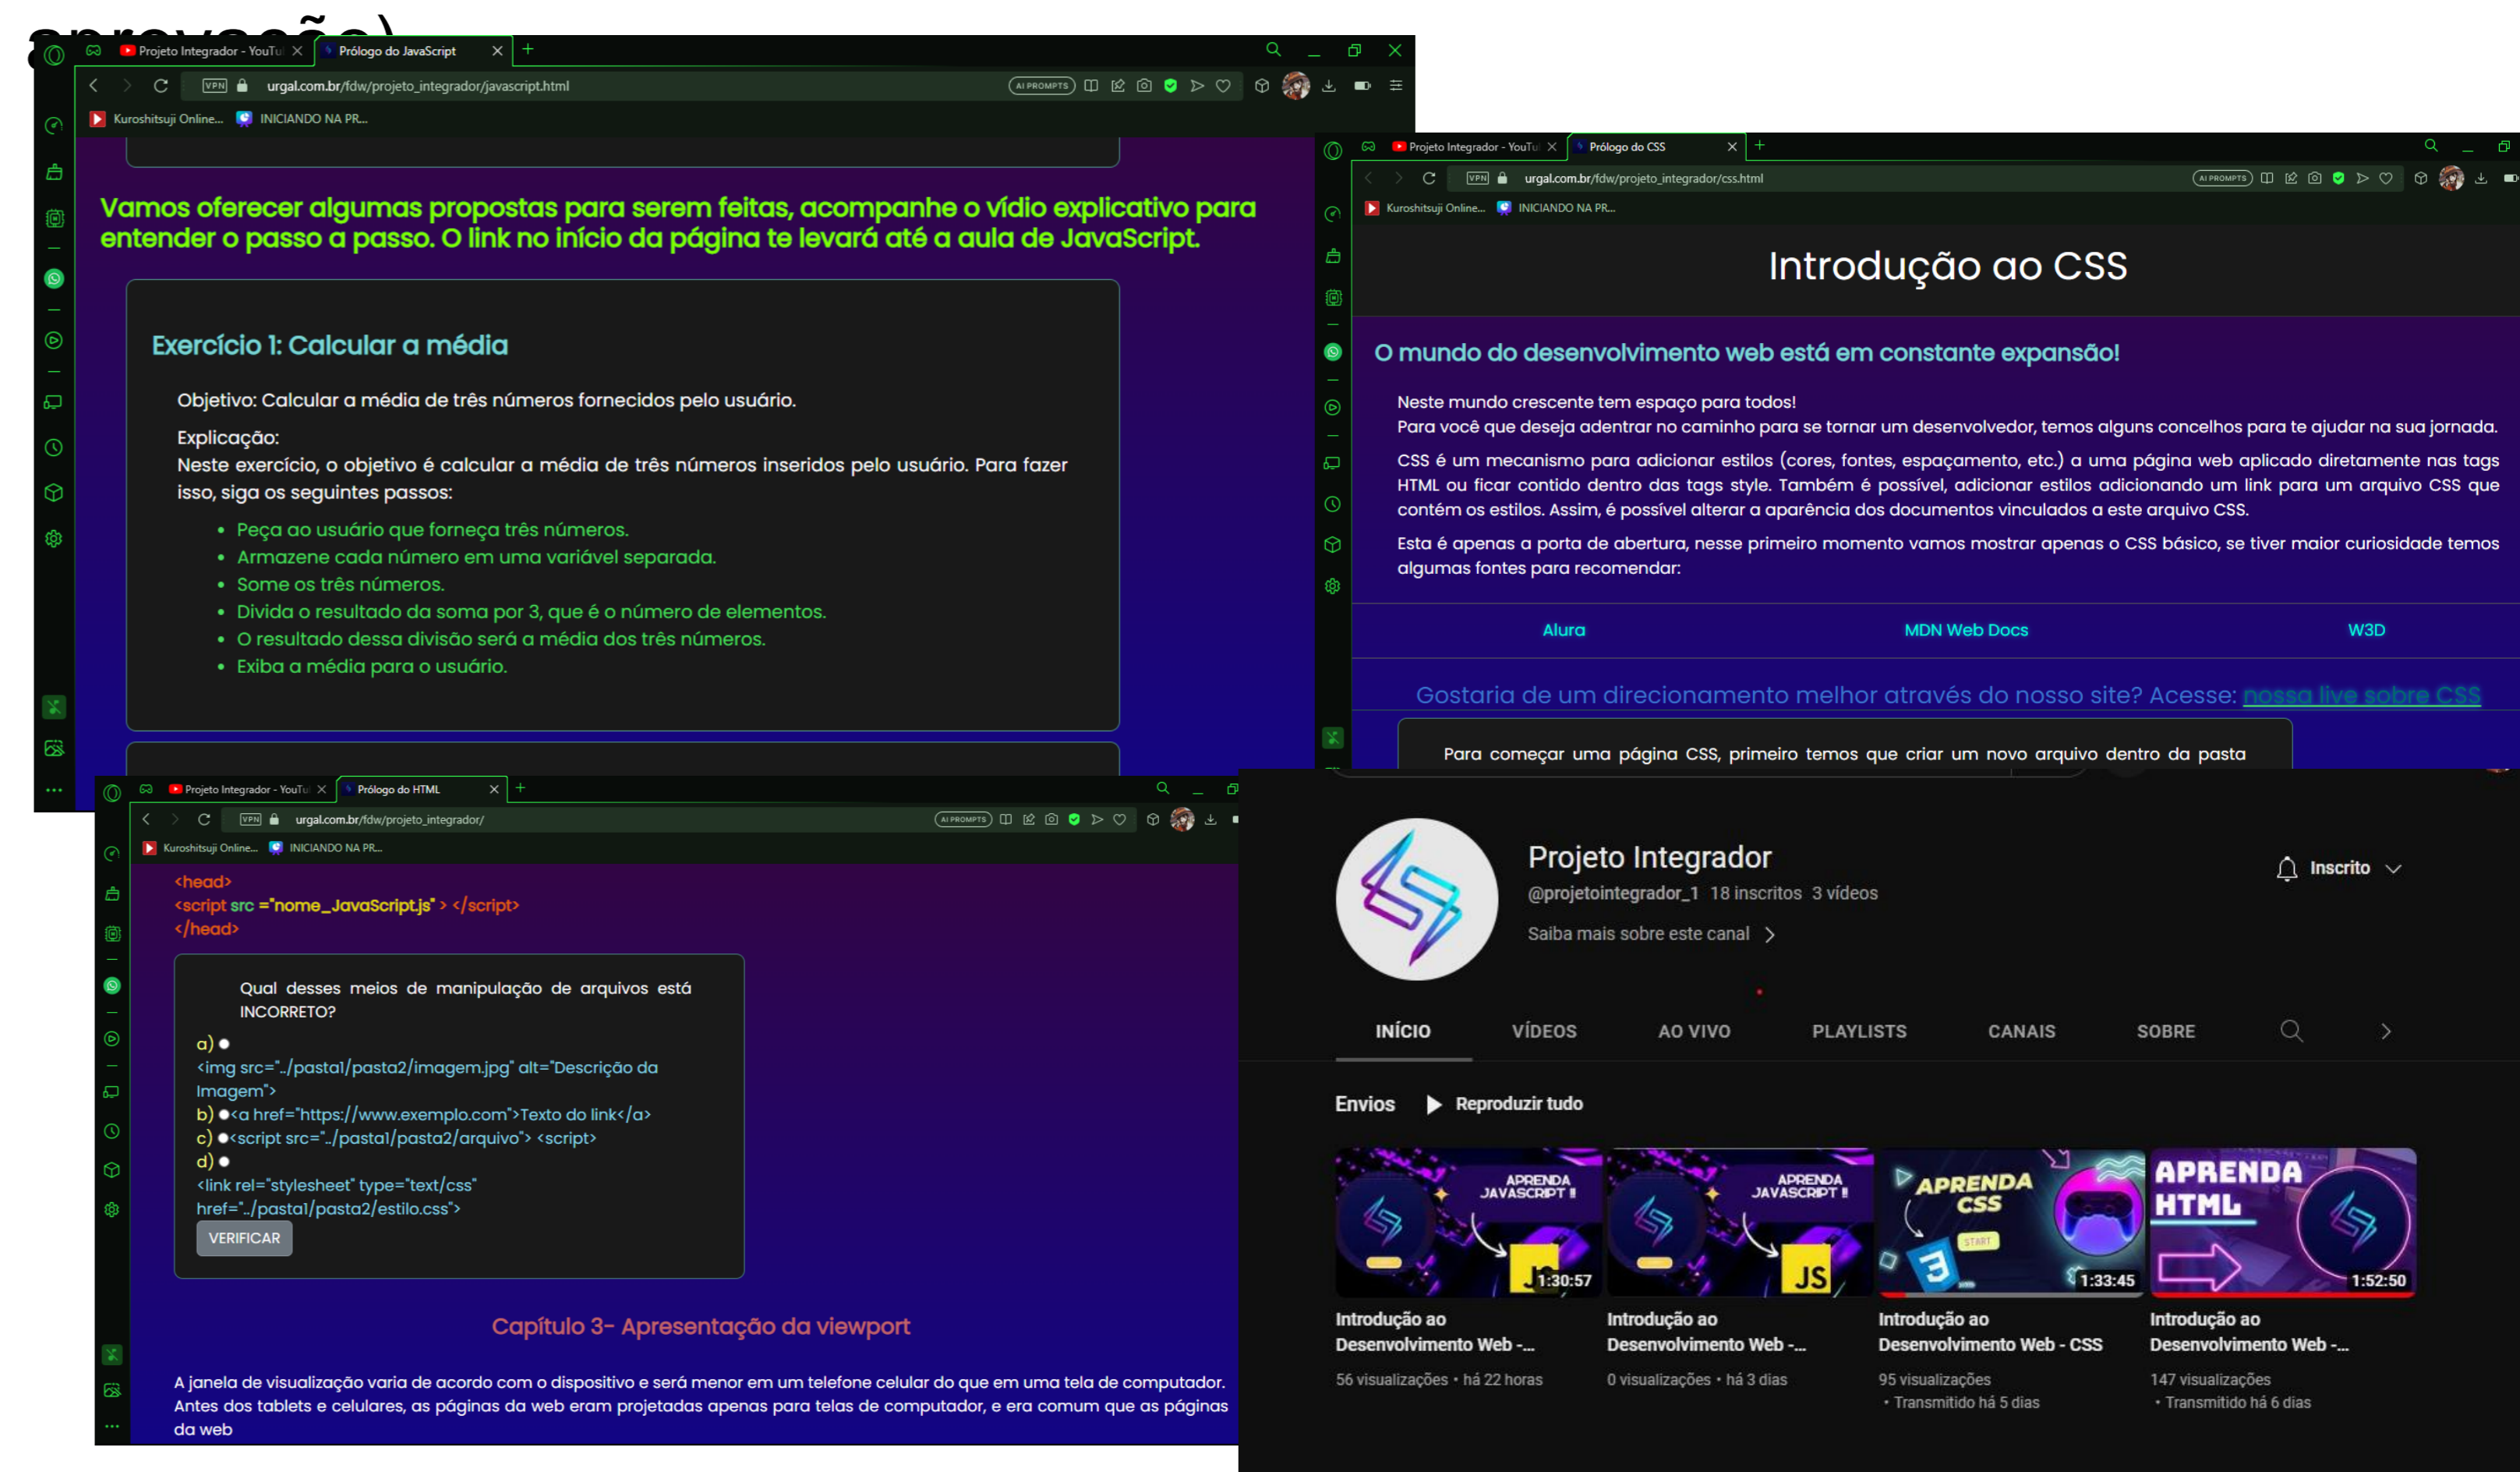 aprovação)
Projeto Integrador - YouTu
Prólogo do JavaScript
VPN
urgal.com.br/fdw/projeto_integrador/javascript.html
AI PROMPTS
Kuroshitsuji Online...
INICIANDO NA PR...
Vamos oferecer algumas propostas para serem feitas, acompanhe o vídio explicativo para
entender o passo a passo. O link no início da página te levará até a aula de JavaScript.
Exercício 1: Calcular a média
Objetivo: Calcular a média de três números fornecidos pelo usuário.
Explicação:
Neste exercício, o objetivo é calcular a média de três números inseridos pelo usuário. Para fazer
isso, siga os seguintes passos:
• Peça ao usuário que forneça três números.
• Armazene cada número em uma variável separada.
• Some os três números.
• Divida o resultado da soma por 3, que é o número de elementos.
• O resultado dessa divisão será a média dos três números.
• Exiba a média para o usuário.
Projeto Integrador - YouTu
Prólogo do CSS
VPN
urgal.com.br/fdw/projeto_integrador/css.html
AI PROMPTS
Kuroshitsuji Online...
INICIANDO NA PR...
Introdução ao CSS
O mundo do desenvolvimento web está em constante expansão!
Neste mundo crescente tem espaço para todos!
Para você que deseja adentrar no caminho para se tornar um desenvolvedor, temos alguns concelhos para te ajudar na sua jornada.
CSS é um mecanismo para adicionar estilos (cores, fontes, espaçamento, etc.) a uma página web aplicado diretamente nas tags
HTML ou ficar contido dentro das tags style. Também é possível, adicionar estilos adicionando um link para um arquivo CSS que
contém os estilos. Assim, é possível alterar a aparência dos documentos vinculados a este arquivo CSS.
Esta é apenas a porta de abertura, nesse primeiro momento vamos mostrar apenas o CSS básico, se tiver maior curiosidade temos
algumas fontes para recomendar:
Alura
MDN Web Docs
W3D
Gostaria de um direcionamento melhor através do nosso site? Acesse: nossa live sobre CSS
Para começar uma página CSS, primeiro temos que criar um novo arquivo dentro da pasta
Projeto Integrador - YouTu
Prólogo do HTML
VPN
urgal.com.br/fdw/projeto_integrador/
AI PROMPTS
Kuroshitsuji Online...
INICIANDO NA PR...
<head>
<script src ="nome_JavaScript.js" > </script>
</head>
Qual desses meios de manipulação de arquivos está
INCORRETO?
a)
<img src="../pasta1/pasta2/imagem.jpg" alt="Descrição da
Imagem">
b) <a href="https://www.exemplo.com">Texto do link</a>
c) <script src="../pasta1/pasta2/arquivo"> <script>
d)
<link rel="stylesheet" type="text/css"
href="../pasta1/pasta2/estilo.css">
VERIFICAR
Capítulo 3- Apresentação da viewport
A janela de visualização varia de acordo com o dispositivo e será menor em um telefone celular do que em uma tela de computador.
Antes dos tablets e celulares, as páginas da web eram projetadas apenas para telas de computador, e era comum que as páginas
da web
Projeto Integrador
@projetointegrador_1 18 inscritos 3 vídeos
Saiba mais sobre este canal
Inscrito
INÍCIO
VÍDEOS
AO VIVO
PLAYLISTS
CANAIS
SOBRE
Envios
Reproduzir tudo
APRENDA
JAVASCRIPT !!
JS
1:30:57
Introdução ao
Desenvolvimento Web -...
56 visualizações • há 22 horas
APRENDA
JAVASCRIPT !!
JS
Introdução ao
Desenvolvimento Web -...
0 visualizações • há 3 dias
APRENDA
CSS
START
3
1:33:45
Introdução ao
Desenvolvimento Web - CSS
95 visualizações
• Transmitido há 5 dias
APRENDA
HTML
1:52:50
Introdução ao
Desenvolvimento Web -...
147 visualizações
• Transmitido há 6 dias